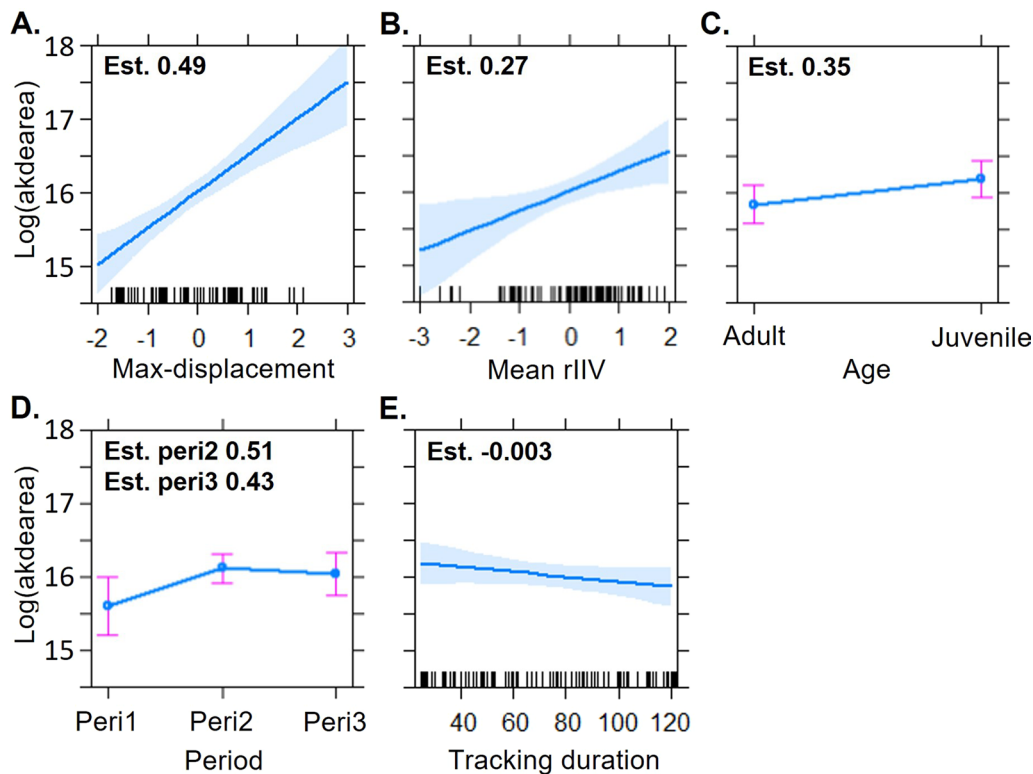 A.
B.
C.
Log(akdearea)
18
17
16
15
Est. 0.49
-2 -1 0 1 2 3
Max-displacement
Est. 0.27
-3 -2 -1 0 1 2
Mean rIIV
Est. 0.35
Adult Juvenile
Age
D.
E.
Log(akdearea)
18
17
16
15
Est. peri2 0.51
Est. peri3 0.43
Peri1 Peri2 Peri3
Period
Est. -0.003
40 60 80 100 120
Tracking duration